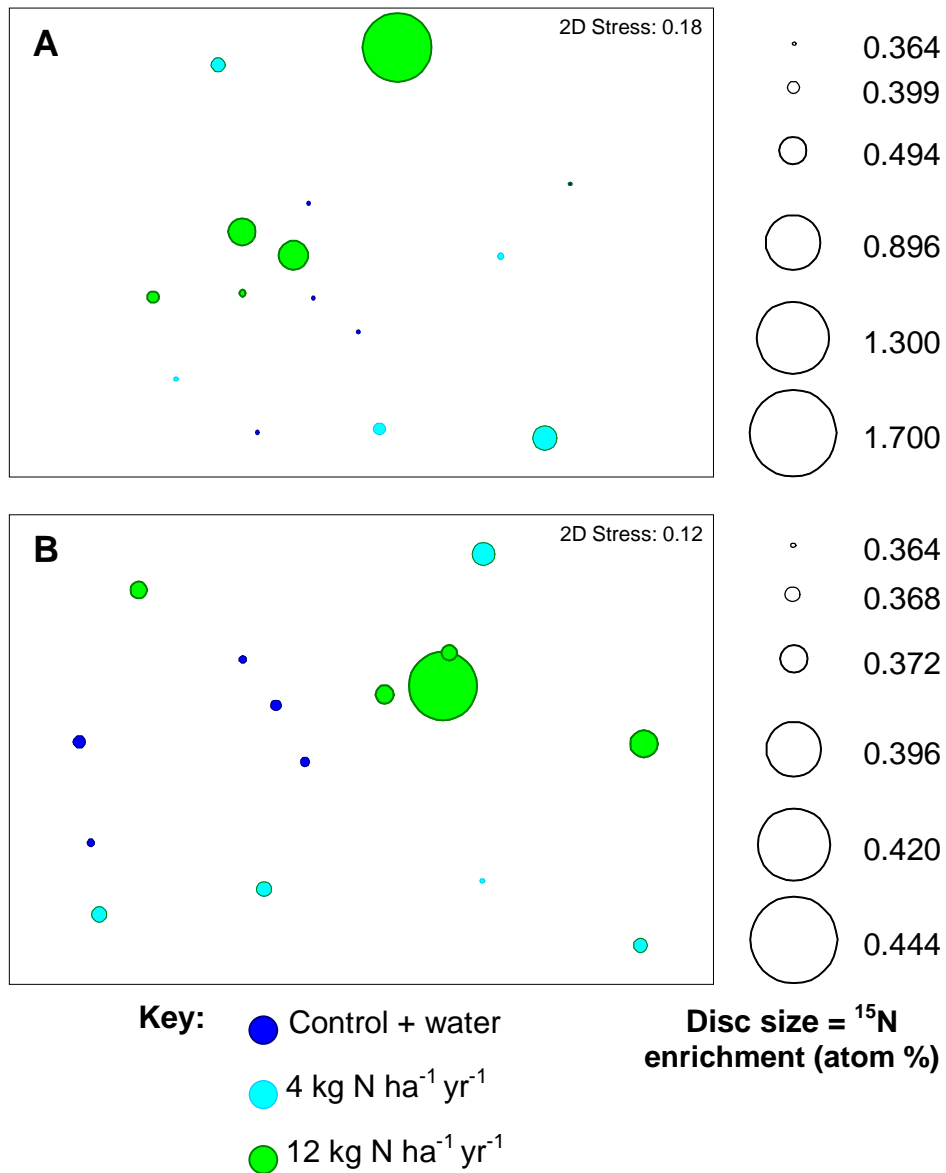 A
2D Stress: 0.18
0.364
0.399
0.494
0.896
1.300
1.700
B
2D Stress: 0.12
0.364
0.368
0.372
0.396
0.420
0.444
Key:
Control + water
4 kg N ha⁻¹ yr⁻¹
12 kg N ha⁻¹ yr⁻¹
Disc size = ¹⁵N
enrichment (atom %)